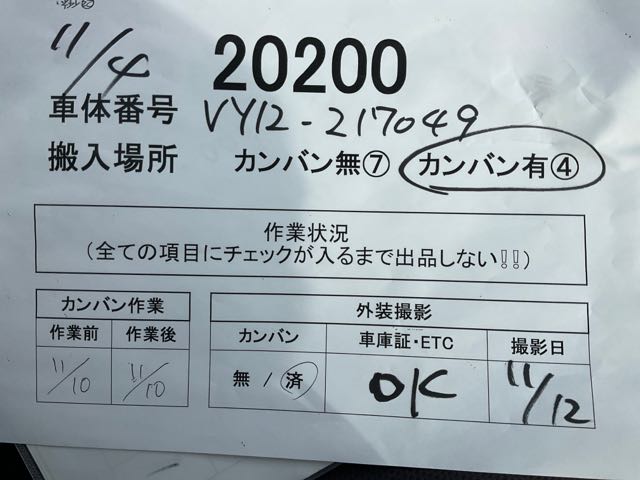 11/4
20200
車体番号 VY12-217049
搬入場所 カンバン無⑦ カンバン有④
作業状況
(全ての項目にチェックが入るまで出品しない!!)
カンバン作業 外装撮影
作業前 作業後 カンバン 車庫証・ETC 撮影日
11/10 11/10 無 / 済 OK 11/12